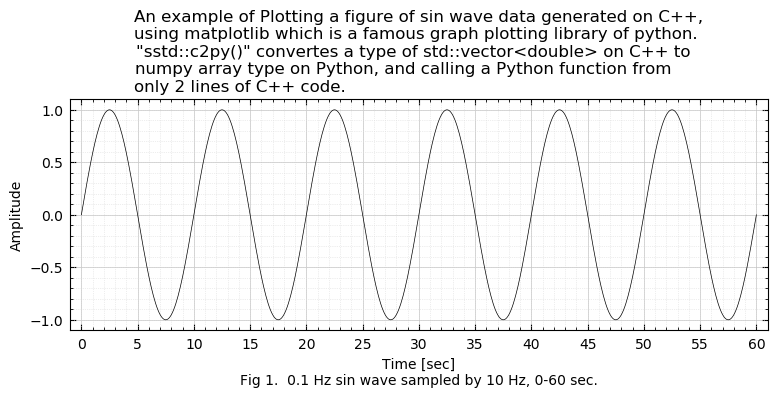 An example of Plotting a figure of sin wave data generated on C++,
using matplotlib which is a famous graph plotting library of python.
"sstd::c2py()" convertes a type of std::vector<double> on C++ to
numpy array type on Python, and calling a Python function from
only 2 lines of C++ code.
1.0
0.5
0.0
−0.5
−1.0
Amplitude
0 5 10 15 20 25 30 35 40 45 50 55 60
Time [sec]
Fig 1.  0.1 Hz sin wave sampled by 10 Hz, 0-60 sec.